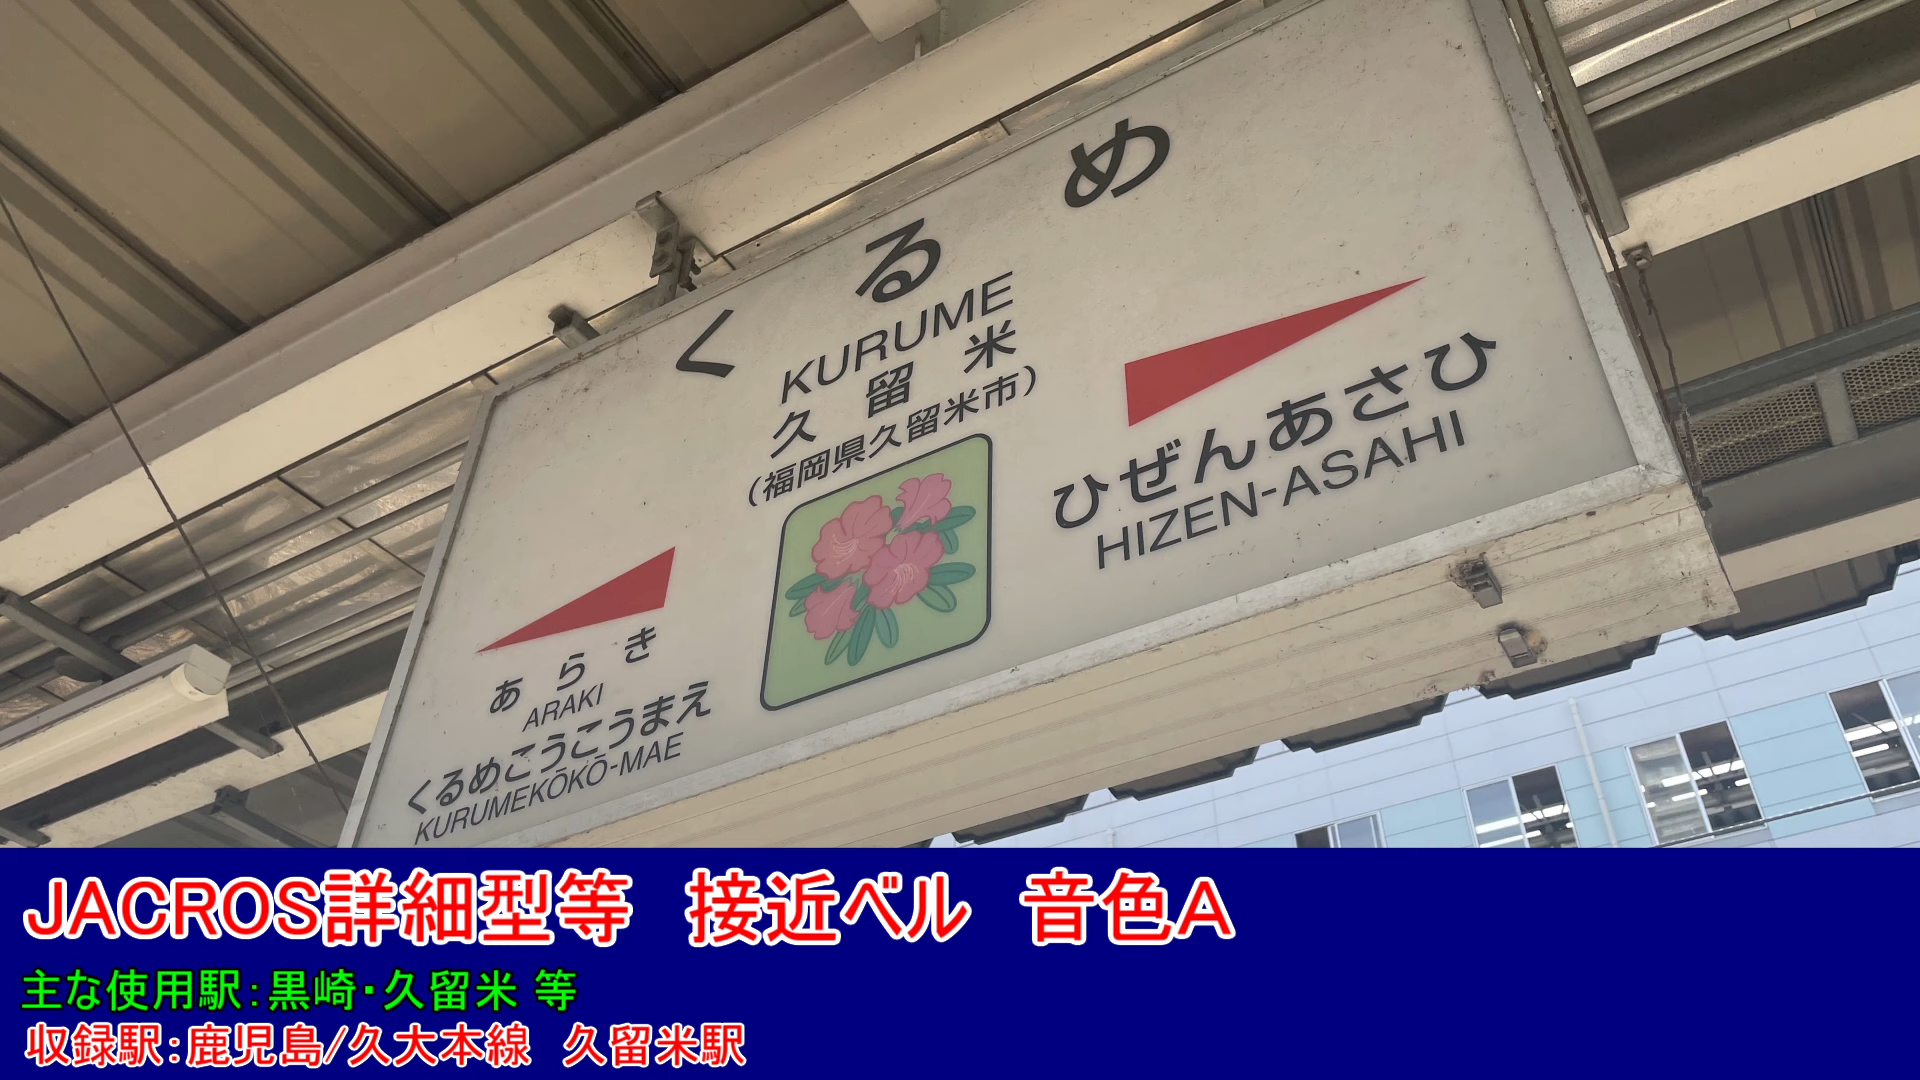 くるめ
KURUME
久留米
(福岡県久留米市)
あらき
ARAKI
くるめこうこうまえ
KURUMEKŌKŌ-MAE
ひぜんあさひ
HIZEN-ASAHI
JACROS詳細型等　接近ベル　音色A
主な使用駅：黒崎・久留米 等
収録駅：鹿児島/久大本線　久留米駅